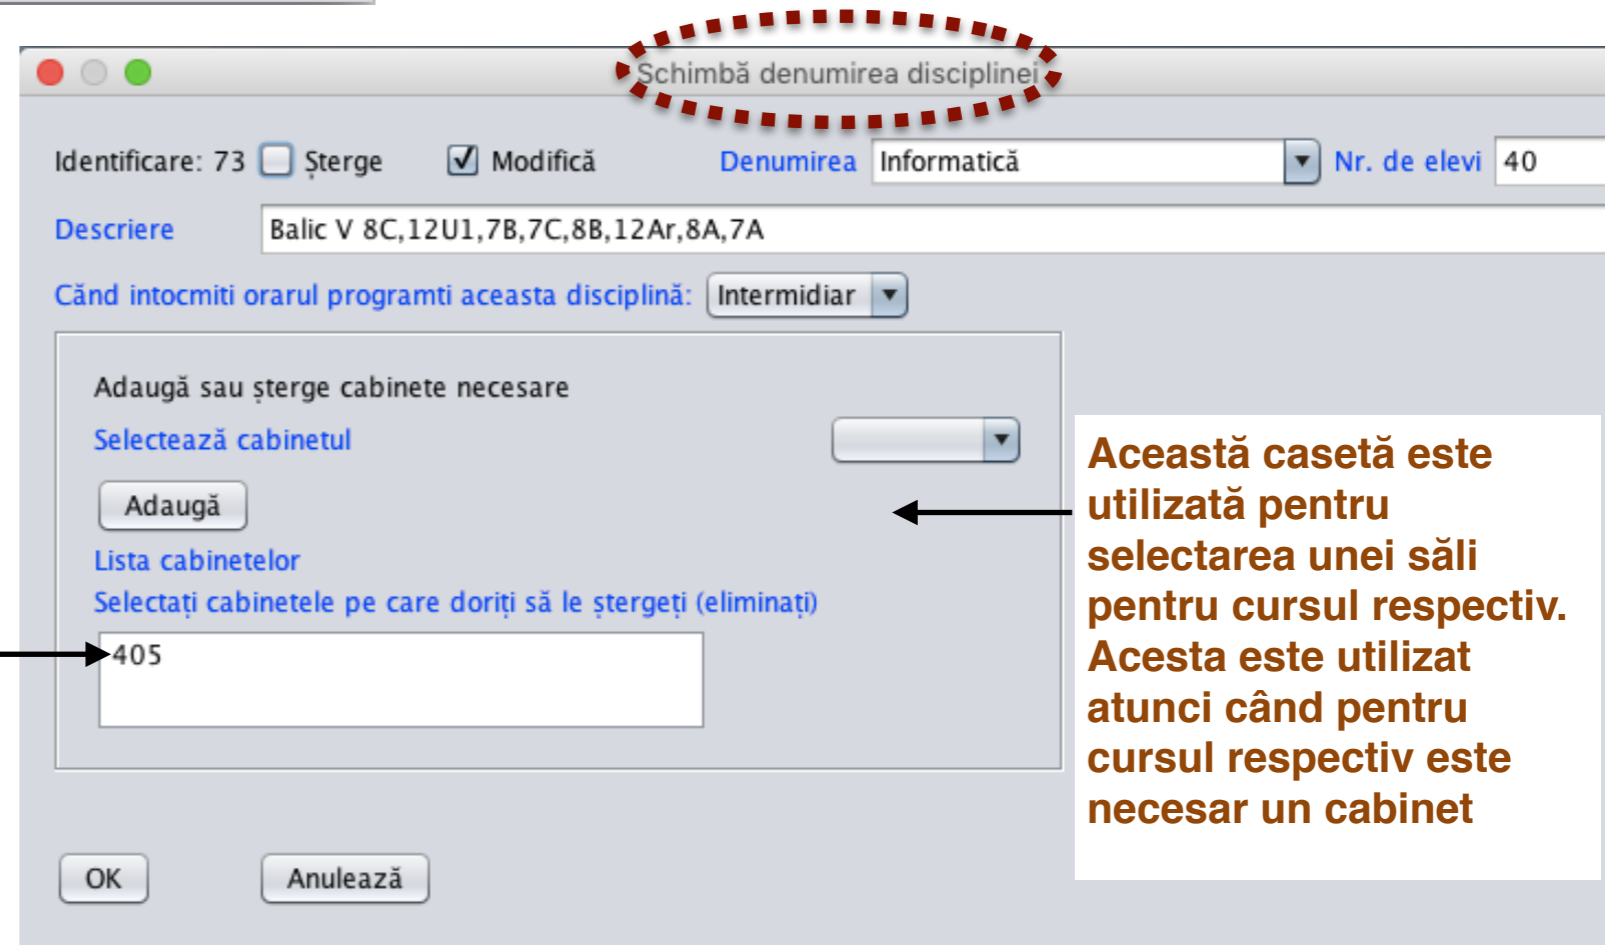 Schimbă denumirea disciplinei
Identificare: 73 Șterge Modifică Denumirea Informatică Nr. de elevi 40
Descriere Balic V 8C,12U1,7B,7C,8B,12Ar,8A,7A
Cănd intocmiti orarul programti aceasta disciplină: Intermidiar
Adaugă sau șterge cabinete necesare
Selectează cabinetul
Adaugă
Lista cabinetelor
Selectați cabinetele pe care doriți să le ștergeți (eliminați)
405
OK Anulează
Această casetă este
utilizată pentru
selectarea unei săli
pentru cursul respectiv.
Acesta este utilizat
atunci când pentru
cursul respectiv este
necesar un cabinet